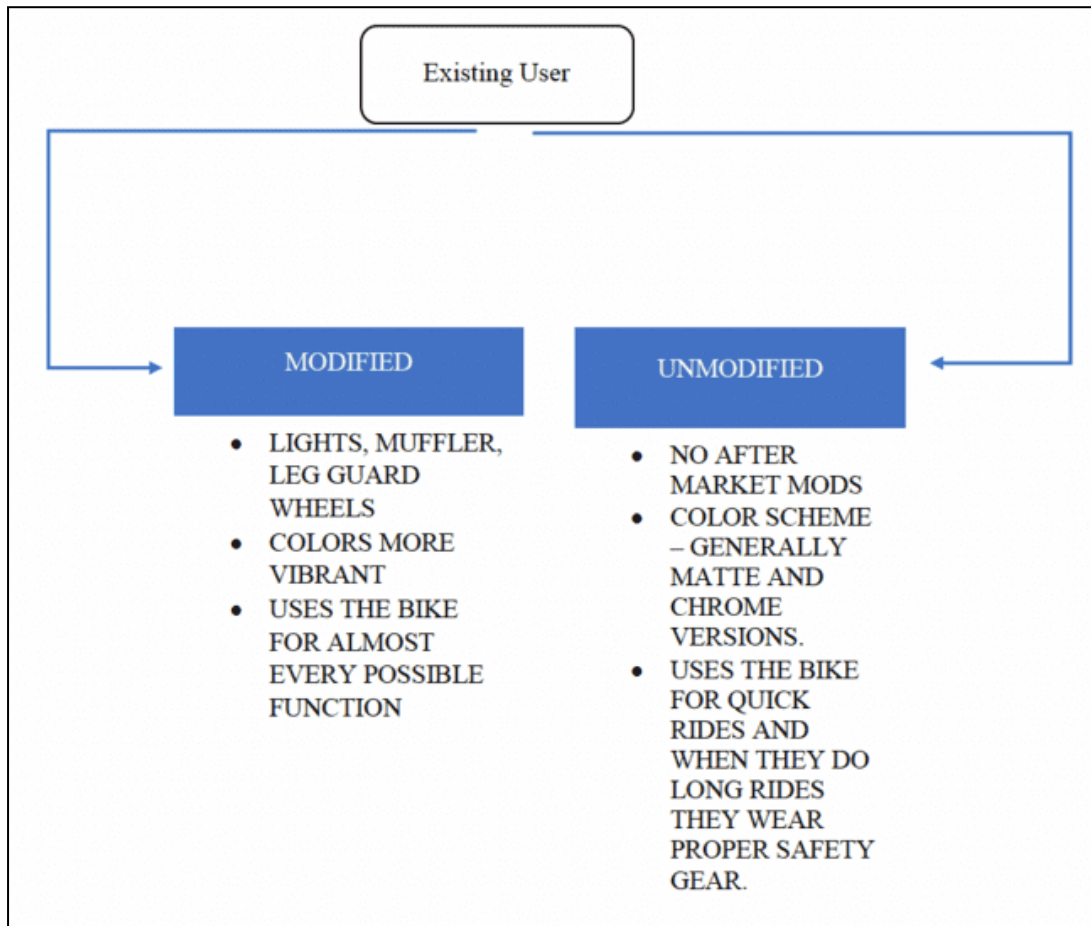 Existing User
MODIFIED
• LIGHTS, MUFFLER,
LEG GUARD
WHEELS
• COLORS MORE
VIBRANT
• USES THE BIKE
FOR ALMOST
EVERY POSSIBLE
FUNCTION
UNMODIFIED
• NO AFTER
MARKET MODS
• COLOR SCHEME
– GENERALLY
MATTE AND
CHROME
VERSIONS.
• USES THE BIKE
FOR QUICK
RIDES AND
WHEN THEY DO
LONG RIDES
THEY WEAR
PROPER SAFETY
GEAR.